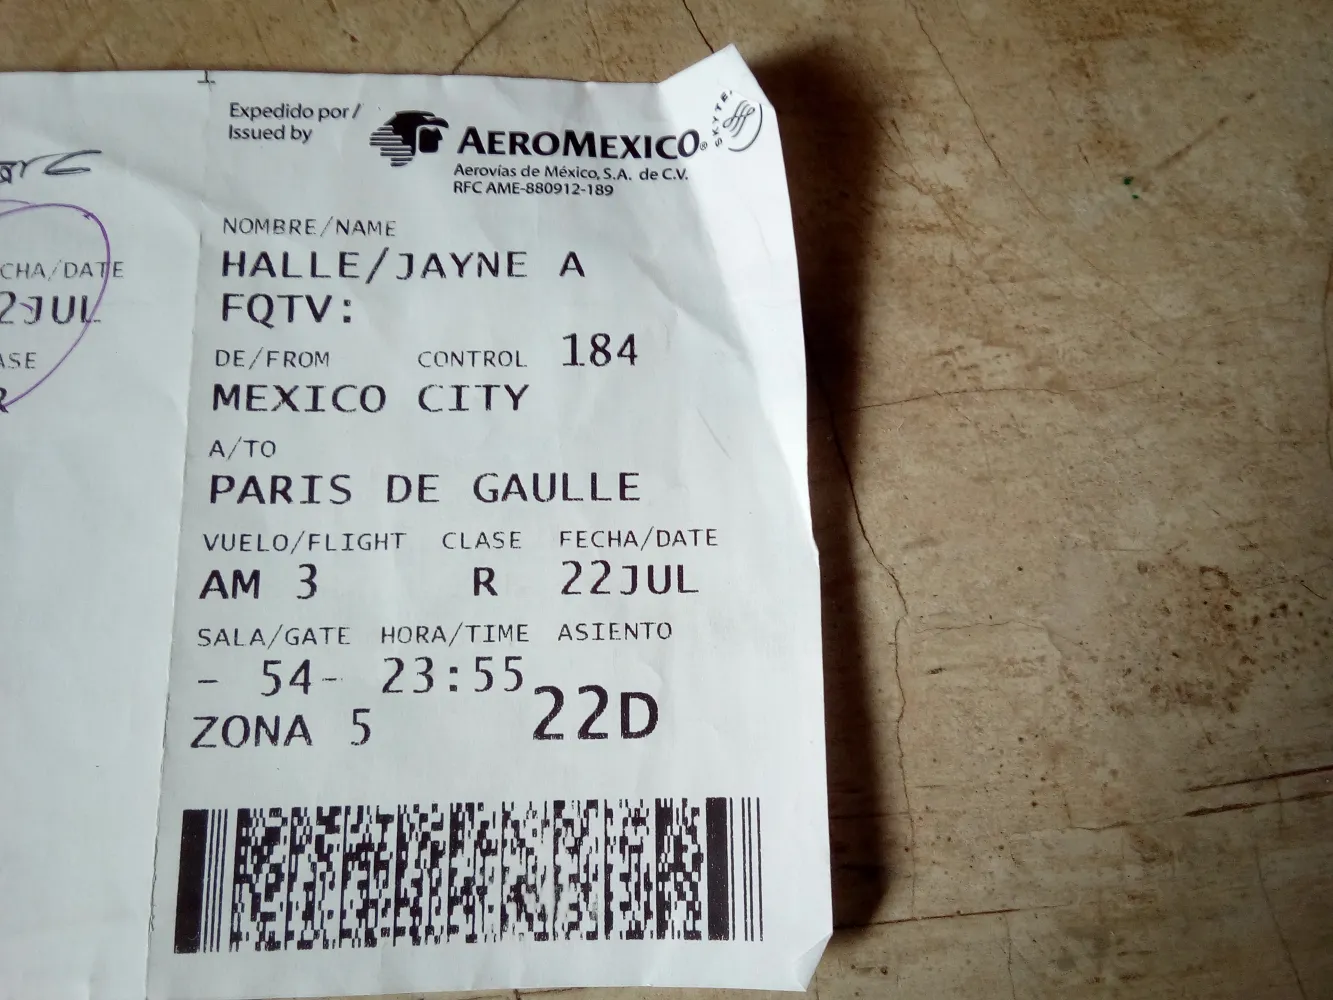 CHA/DATE
2JUL
ASE
R
Expedido por/
Issued by
AEROMEXICO®
SKYTE
Aerovías de México, S.A. de C.V.
RFC AME-880912-189
NOMBRE/NAME
HALLE/JAYNE A
FQTV:
DE/FROM CONTROL 184
MEXICO CITY
A/TO
PARIS DE GAULLE
VUELO/FLIGHT CLASE FECHA/DATE
AM 3 R 22JUL
SALA/GATE HORA/TIME ASIENTO
- 54- 23:55
ZONA 5 22D